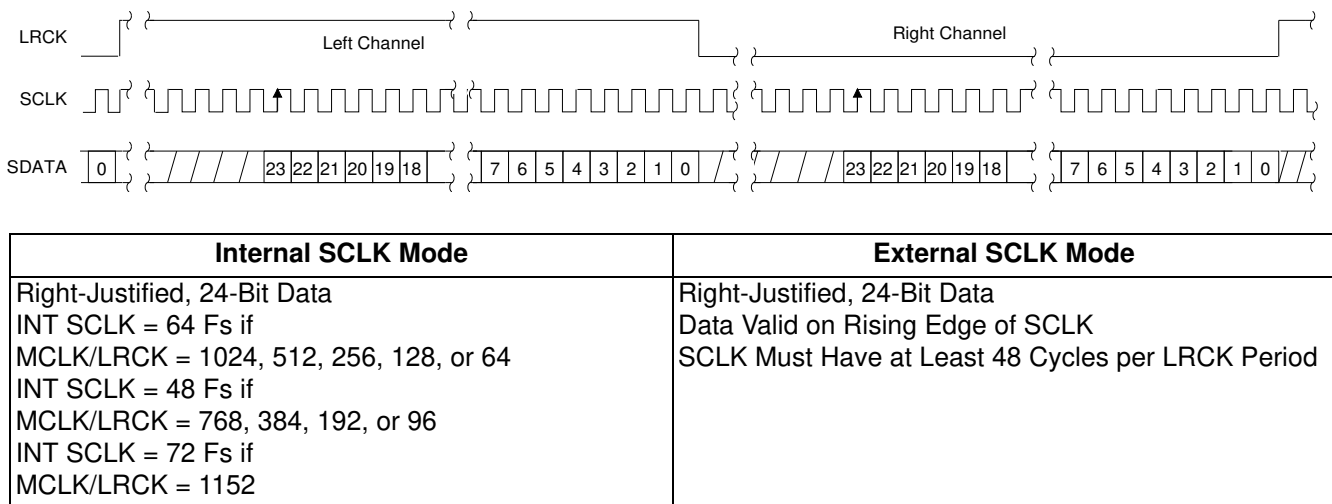 LRCK
Left Channel
Right Channel
SCLK
SDATA
0 23 22 21 20 19 18 7 6 5 4 3 2 1 0 23 22 21 20 19 18 7 6 5 4 3 2 1 0
Internal SCLK Mode
Right-Justified, 24-Bit Data
INT SCLK = 64 Fs if
MCLK/LRCK = 1024, 512, 256, 128, or 64
INT SCLK = 48 Fs if
MCLK/LRCK = 768, 384, 192, or 96
INT SCLK = 72 Fs if
MCLK/LRCK = 1152
External SCLK Mode
Right-Justified, 24-Bit Data
Data Valid on Rising Edge of SCLK
SCLK Must Have at Least 48 Cycles per LRCK Period